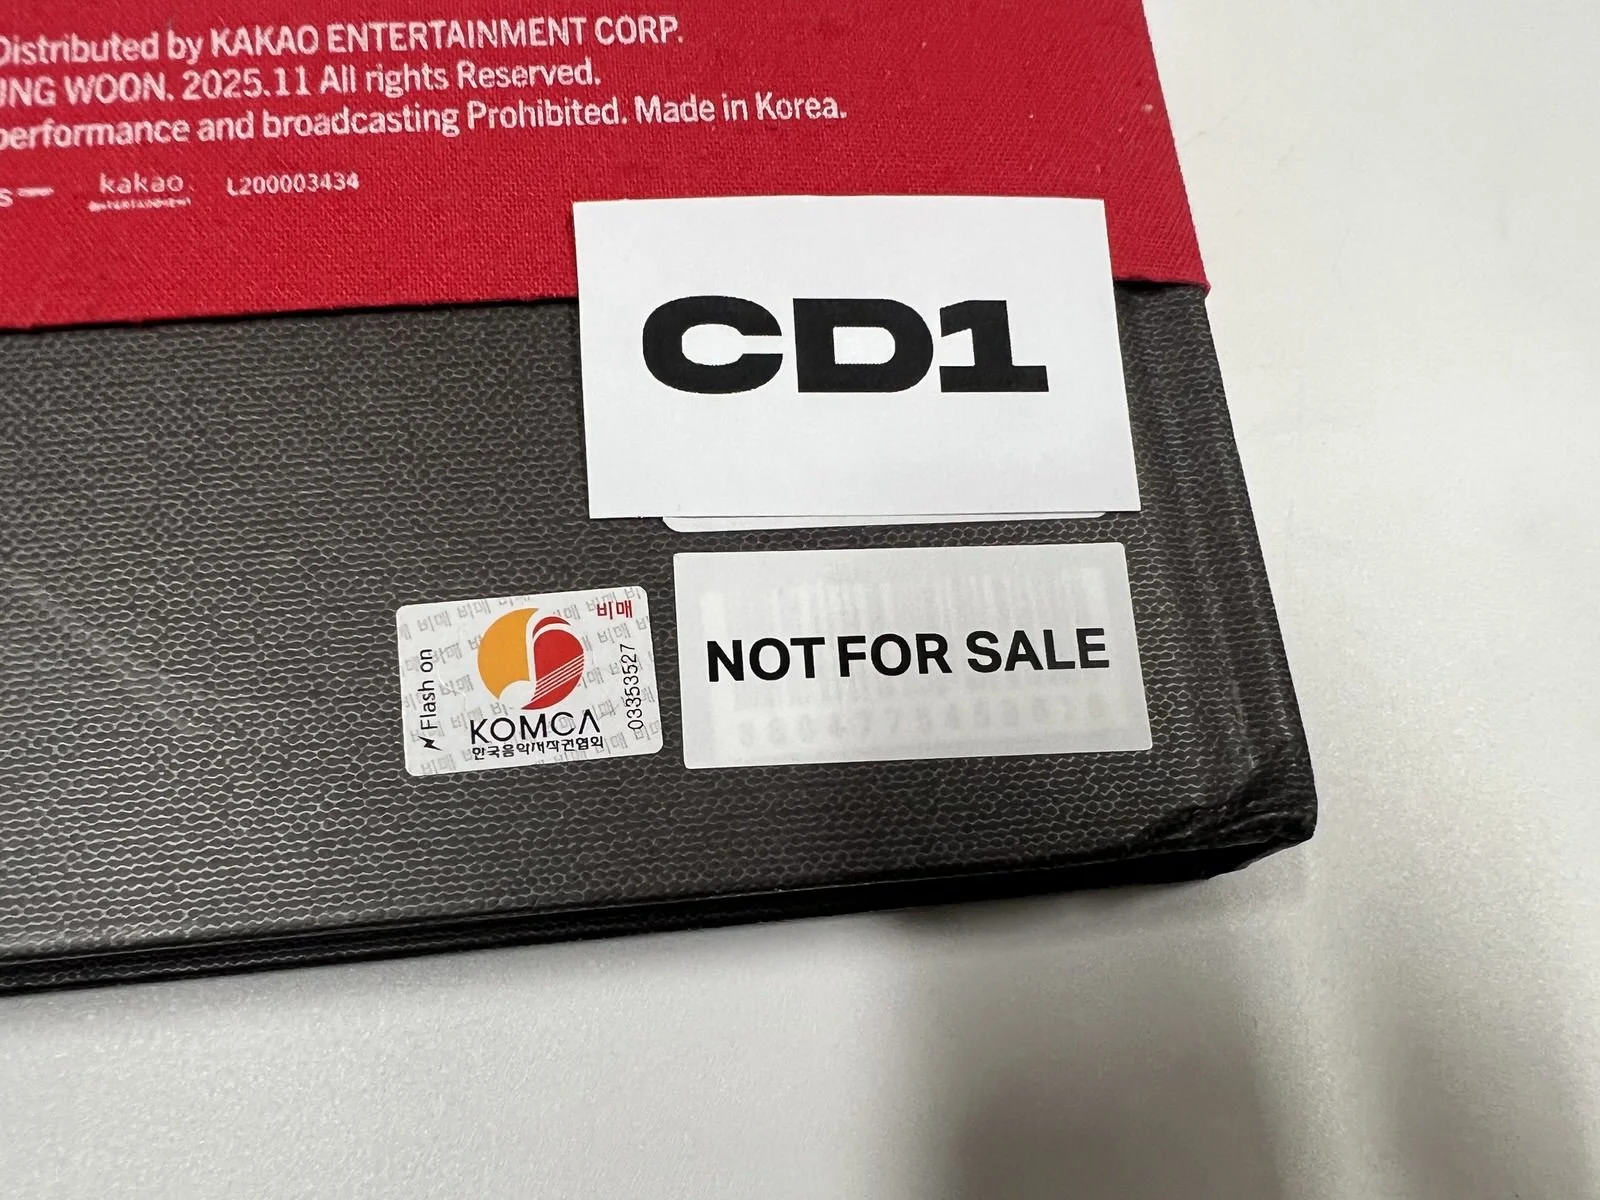 Distributed by KAKAO ENTERTAINMENT CORP.
UNG WOON. 2025.11 All rights Reserved.
performance and broadcasting Prohibited. Made in Korea.
s kakao L200003434
ENTERTAINMENT
CD1
비매
Flash on
03353527
KOMCA
한국음악저작권협회
NOT FOR SALE